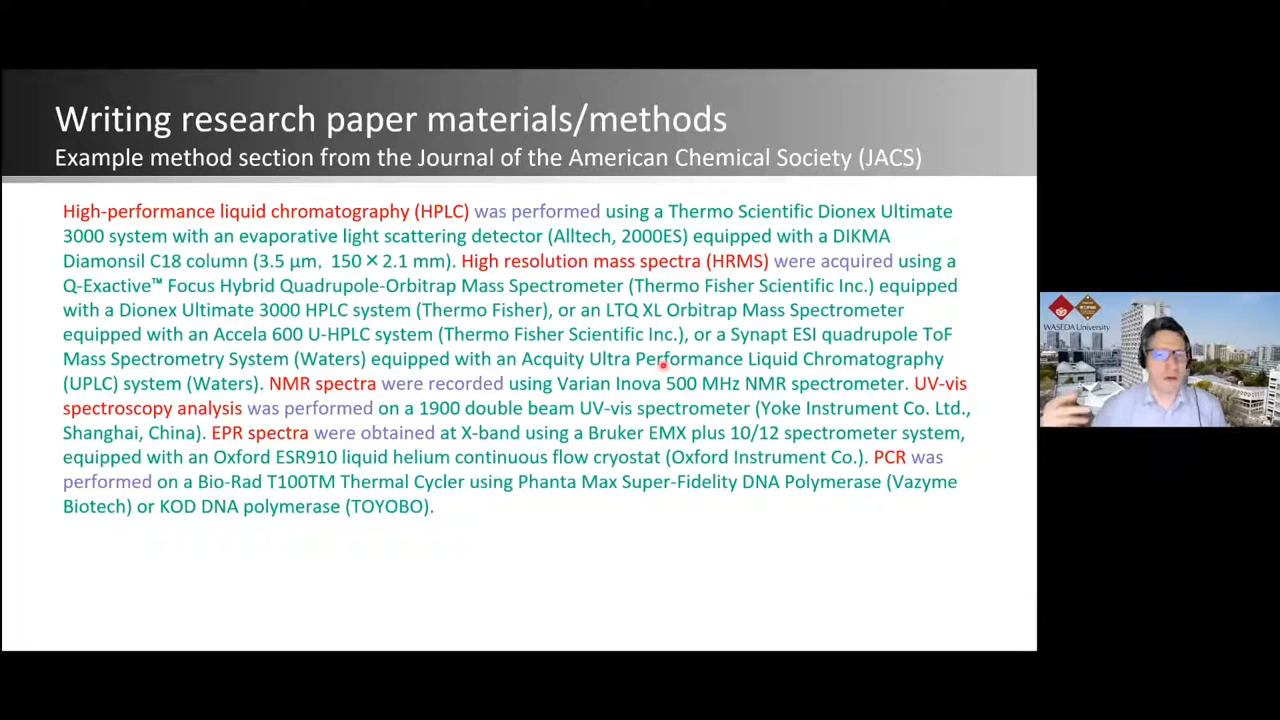 Writing research paper materials/methods
Example method section from the Journal of the American Chemical Society (JACS)
High-performance liquid chromatography (HPLC) was performed using a Thermo Scientific Dionex Ultimate
3000 system with an evaporative light scattering detector (Alltech, 2000ES) equipped with a DIKMA
Diamonsil C18 column (3.5 μm, 150 × 2.1 mm). High resolution mass spectra (HRMS) were acquired using a
Q-Exactive™ Focus Hybrid Quadrupole-Orbitrap Mass Spectrometer (Thermo Fisher Scientific Inc.) equipped
with a Dionex Ultimate 3000 HPLC system (Thermo Fisher), or an LTQ XL Orbitrap Mass Spectrometer
equipped with an Accela 600 U-HPLC system (Thermo Fisher Scientific Inc.), or a Synapt ESI quadrupole ToF
Mass Spectrometry System (Waters) equipped with an Acquity Ultra Performance Liquid Chromatography
(UPLC) system (Waters). NMR spectra were recorded using Varian Inova 500 MHz NMR spectrometer. UV-vis
spectroscopy analysis was performed on a 1900 double beam UV-vis spectrometer (Yoke Instrument Co. Ltd.,
Shanghai, China). EPR spectra were obtained at X-band using a Bruker EMX plus 10/12 spectrometer system,
equipped with an Oxford ESR910 liquid helium continuous flow cryostat (Oxford Instrument Co.). PCR was
performed on a Bio-Rad T100TM Thermal Cycler using Phanta Max Super-Fidelity DNA Polymerase (Vazyme
Biotech) or KOD DNA polymerase (TOYOBO).
WASEDA University